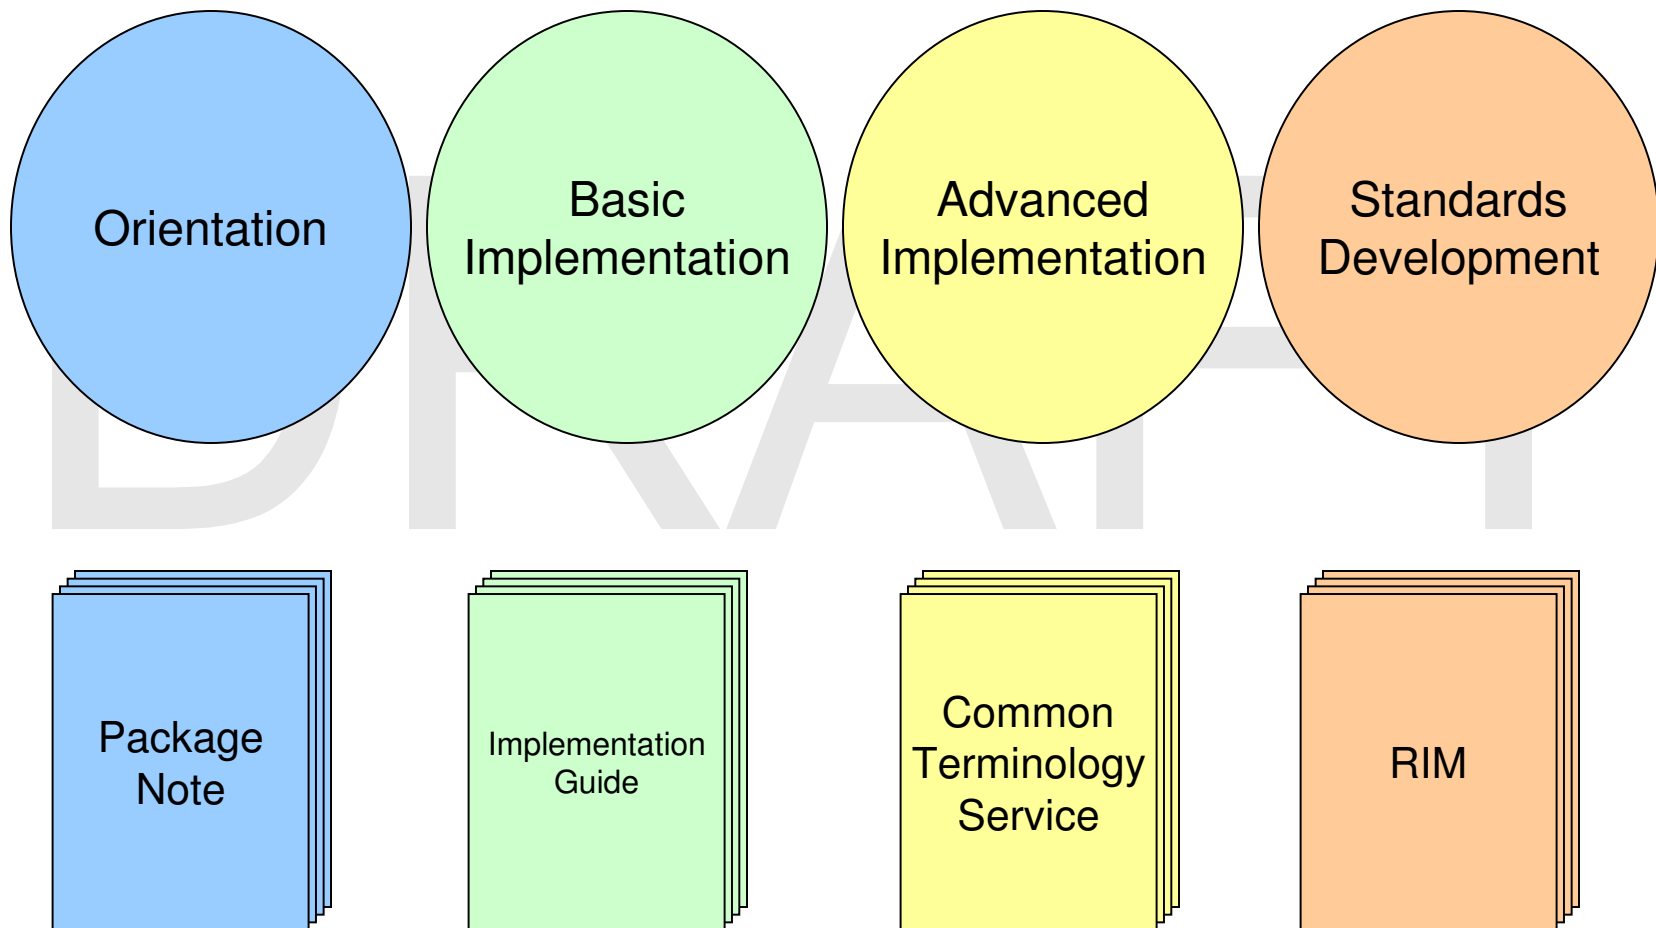 Orientation
Basic
Implementation
Advanced
Implementation
Standards
Development
DRAFT
Package
Note
Implementation
Guide
Common
Terminology
Service
RIM